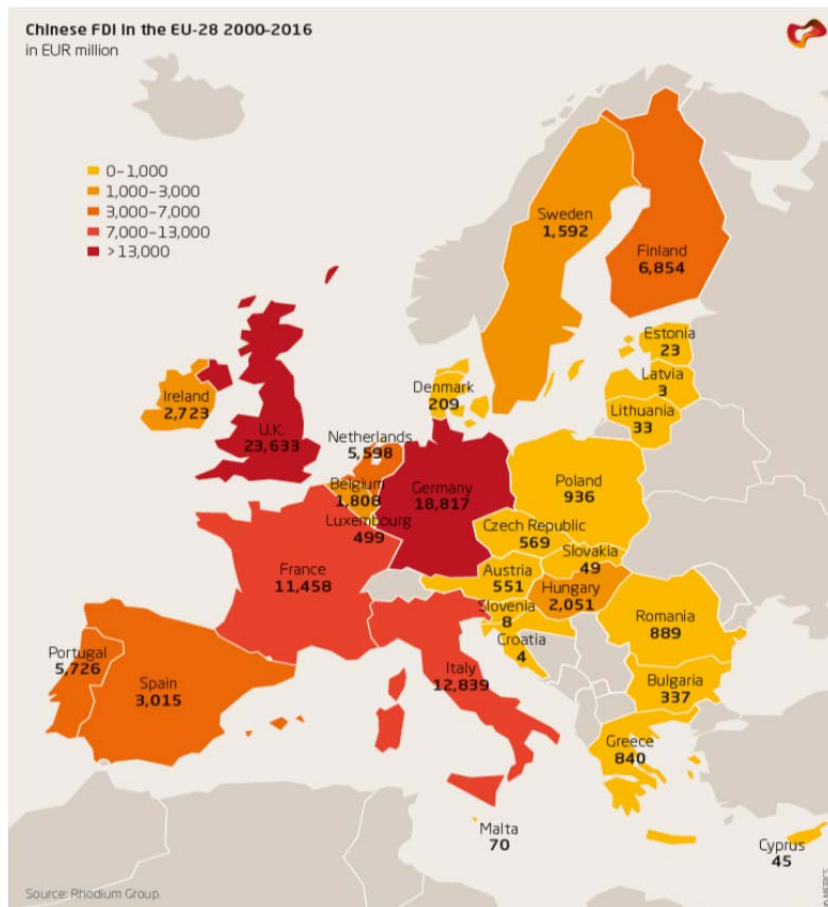 Chinese FDI in the EU-28 2000-2016
in EUR million
0-1,000
1,000-3,000
3,000-7,000
7,000-13,000
>13,000
Sweden
1,592
Finland
6,854
Estonia
23
Latvia
3
Lithuania
33
Denmark
209
Ireland
2,723
U.K.
23,633
Netherlands
5,598
Belgium
1,808
Luxembourg
499
Germany
18,817
Poland
936
Czech Republic
569
Slovakia
49
Austria
551
Hungary
2,051
Slovenia
8
Croatia
4
France
11,458
Romania
889
Bulgaria
337
Portugal
5,726
Spain
3,015
Italy
12,839
Greece
840
Malta
70
Cyprus
45
Source: Rhodium Group.
© MERICS